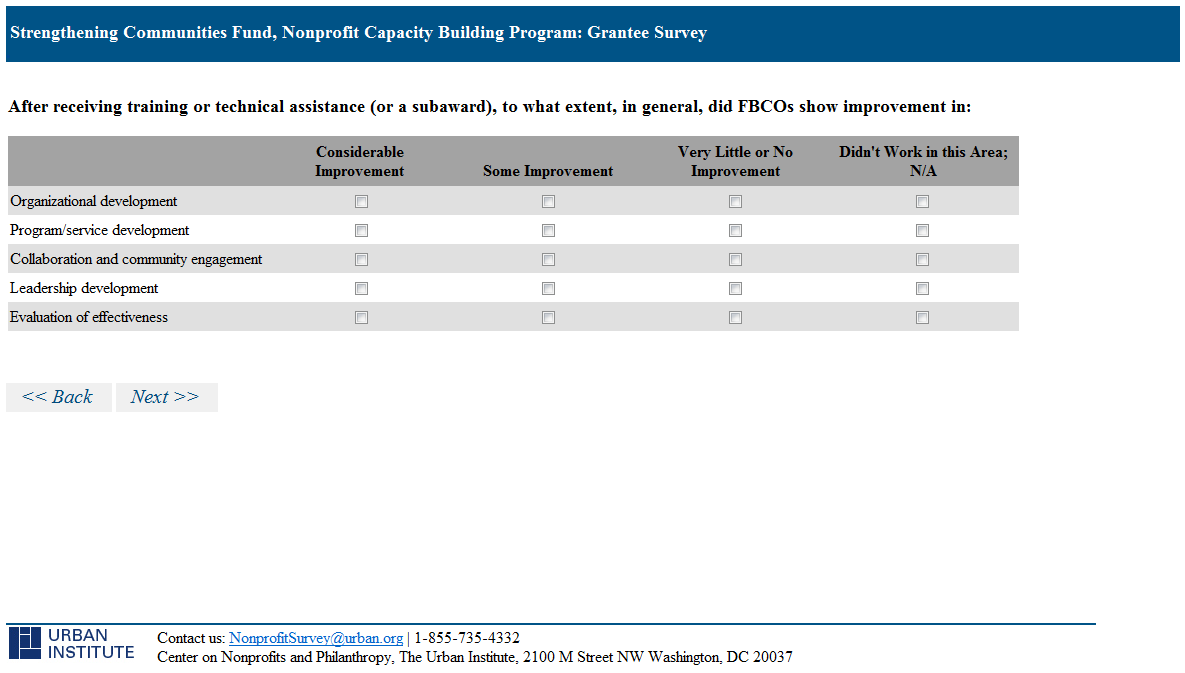 Strengthening Communities Fund, Nonprofit Capacity Building Program: Grantee Survey
After receiving training or technical assistance (or a subaward), to what extent, in general, did FBCOs show improvement in:
Considerable Improvement
Some Improvement
Very Little or No Improvement
Didn't Work in this Area; N/A
Organizational development
Program/service development
Collaboration and community engagement
Leadership development
Evaluation of effectiveness
<< Back
Next >>
URBAN
INSTITUTE
Contact us: NonprofitSurvey@urban.org | 1-855-735-4332
Center on Nonprofits and Philanthropy, The Urban Institute, 2100 M Street NW Washington, DC 20037